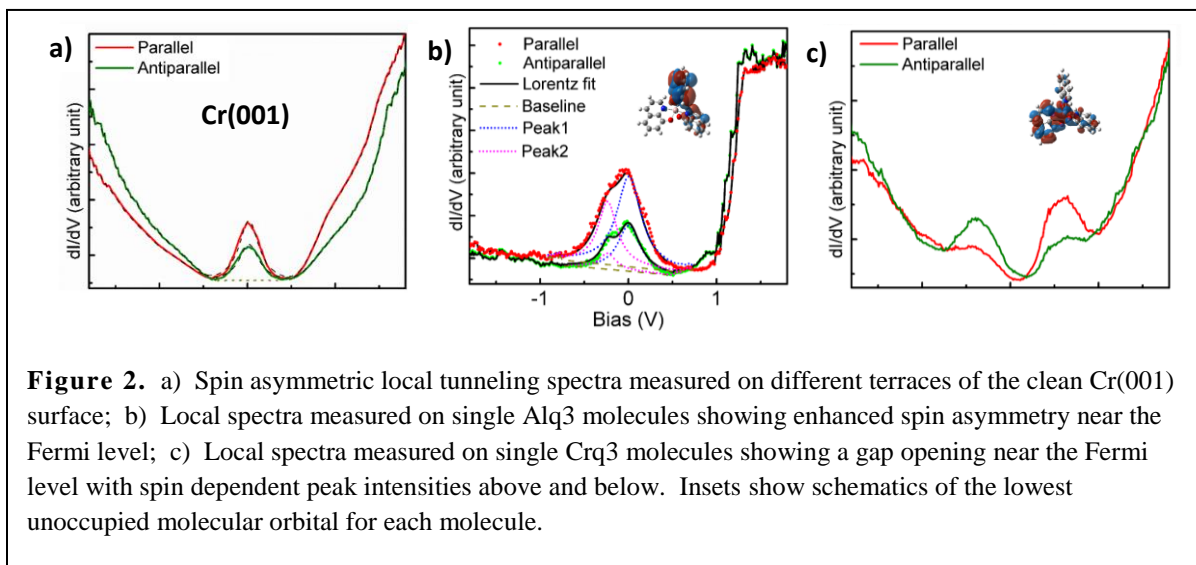 a)
Parallel
Antiparallel
Cr(001)
dI/dV (arbitrary unit)
b)
Parallel
Antiparallel
Lorentz fit
Baseline
Peak1
Peak2
dI/dV (arbitrary unit)
-1
0
1
Bias (V)
c)
Parallel
Antiparallel
dI/dV (arbitrary unit)
Figure 2. a) Spin asymmetric local tunneling spectra measured on different terraces of the clean Cr(001)
surface; b) Local spectra measured on single Alq3 molecules showing enhanced spin asymmetry near the
Fermi level; c) Local spectra measured on single Crq3 molecules showing a gap opening near the Fermi
level with spin dependent peak intensities above and below. Insets show schematics of the lowest
unoccupied molecular orbital for each molecule.